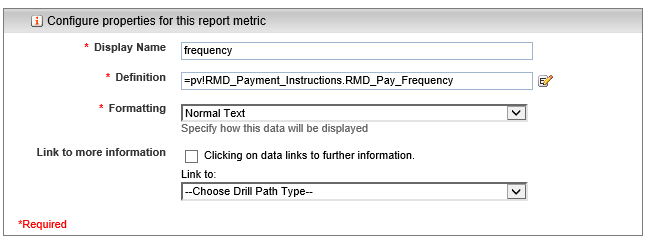 Configure properties for this report metric
* Display Name frequency
* Definition =pv!RMD_Payment_Instructions.RMD_Pay_Frequency
* Formatting Normal Text
Specify how this data will be displayed
Link to more information Clicking on data links to further information.
Link to:
--Choose Drill Path Type--
*Required